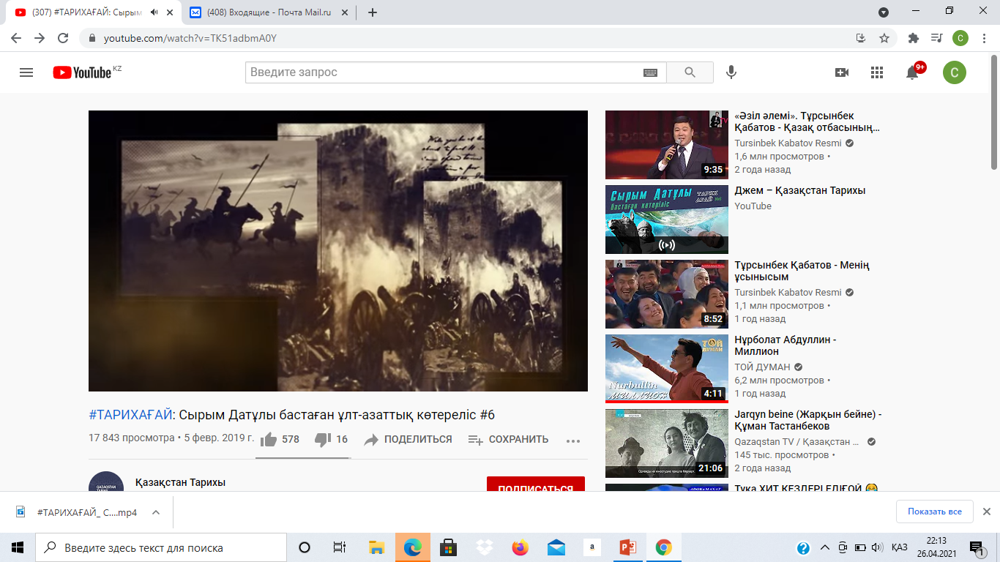 (307) #ТАРИХАҒАЙ: Сырым
(408) Входящие - Почта Mail.ru
youtube.com/watch?v=TK51adbmA0Y
YouTube KZ
Введите запрос
9+
C
«Әзіл әлемі». Тұрсынбек
Қабатов - Қазақ отбасының...
Tursinbek Kabatov Resmi
1,6 млн просмотров •
2 года назад
9:35
Сырым Датұлы
бастаған көтеріліс
ТАРИХ
АҒАЙ
Джем – Қазақстан Тарихы
YouTube
Тұрсынбек Қабатов - Менің
ұсынысым
Tursinbek Kabatov Resmi
1,1 млн просмотров •
1 год назад
8:52
ТОЙ
ДУМАН
Nurbullin
МИЛЛИОН
4:11
Нұрболат Абдуллин -
Миллион
ТОЙ ДУМАН
6,2 млн просмотров •
1 год назад
#ТАРИХАҒАЙ: Сырым Датұлы бастаған ұлт-азаттық көтереліс #6
17 843 просмотра • 5 февр. 2019 г.
578
16
ПОДЕЛИТЬСЯ
СОХРАНИТЬ
Jarqyn beine (Жарқын бейне) -
Құман Тастанбеков
Qazaqstan TV / Қазақстан ...
145 тыс. просмотров •
2 года назад
21:06
Қазақстан Тарихы
ПОДПИСАТЬСЯ
#ТАРИХАҒАЙ_ С....mp4
Показать все
Введите здесь текст для поиска
ҚАЗ
22:13
26.04.2021
1